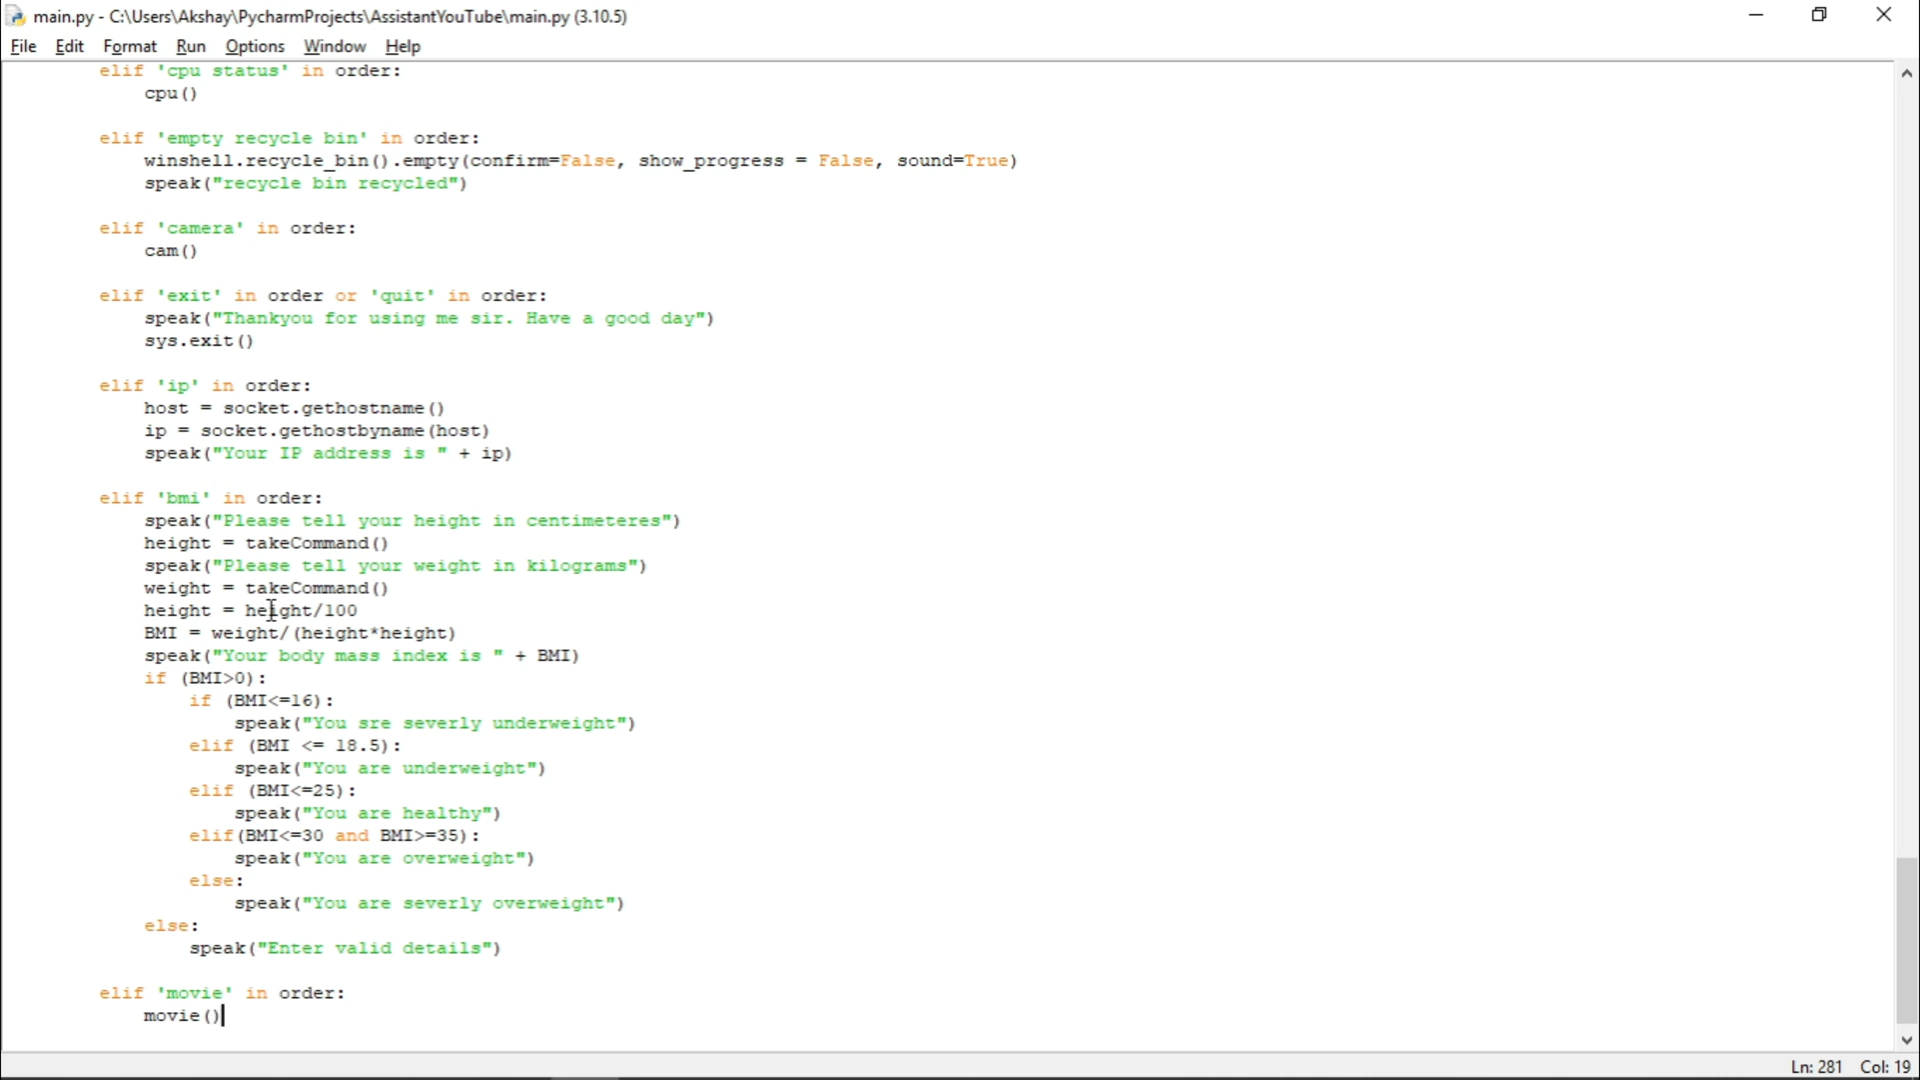 main.py - C:\Users\Akshay\PycharmProjects\AssistantYouTube\main.py (3.10.5)
File Edit Format Run Options Window Help
elif 'cpu status' in order:
cpu()
elif 'empty recycle bin' in order:
winshell.recycle_bin().empty(confirm=False, show_progress = False, sound=True)
speak("recycle bin recycled")
elif 'camera' in order:
cam()
elif 'exit' in order or 'quit' in order:
speak("Thankyou for using me sir. Have a good day")
sys.exit()
elif 'ip' in order:
host = socket.gethostname()
ip = socket.gethostbyname(host)
speak("Your IP address is " + ip)
elif 'bmi' in order:
speak("Please tell your height in centimeteres")
height = takeCommand()
speak("Please tell your weight in kilograms")
weight = takeCommand()
height = height/100
BMI = weight/(height*height)
speak("Your body mass index is " + BMI)
if (BMI>0):
if (BMI<=16):
speak("You sre severly underweight")
elif (BMI <= 18.5):
speak("You are underweight")
elif (BMI<=25):
speak("You are healthy")
elif(BMI<=30 and BMI>=35):
speak("You are overweight")
else:
speak("You are severly overweight")
else:
speak("Enter valid details")
elif 'movie' in order:
movie()
Ln: 281 Col: 19